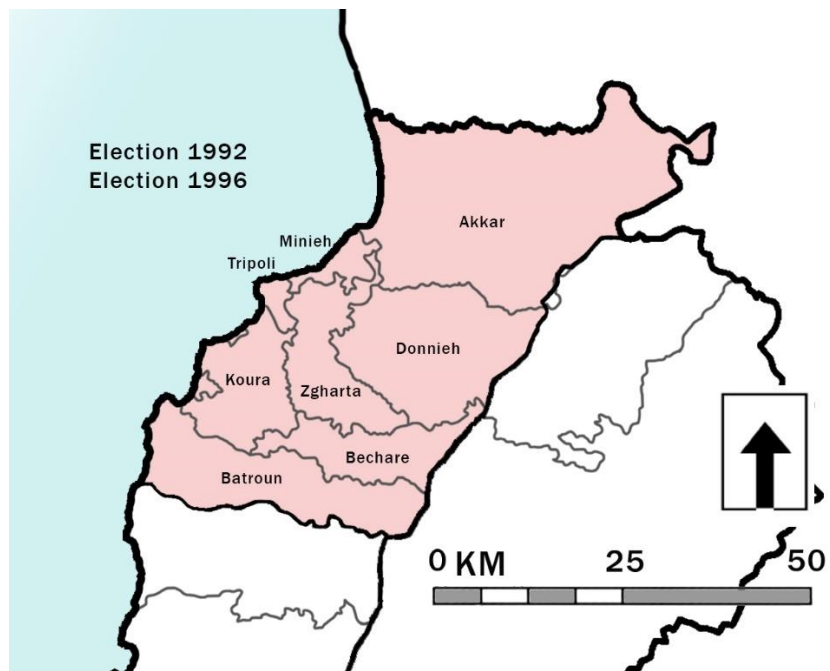 Election 1992
Election 1996
Akkar
Minieh
Tripoli
Donnieh
Koura
Zgharta
Bechare
Batroun
0 KM 25 50